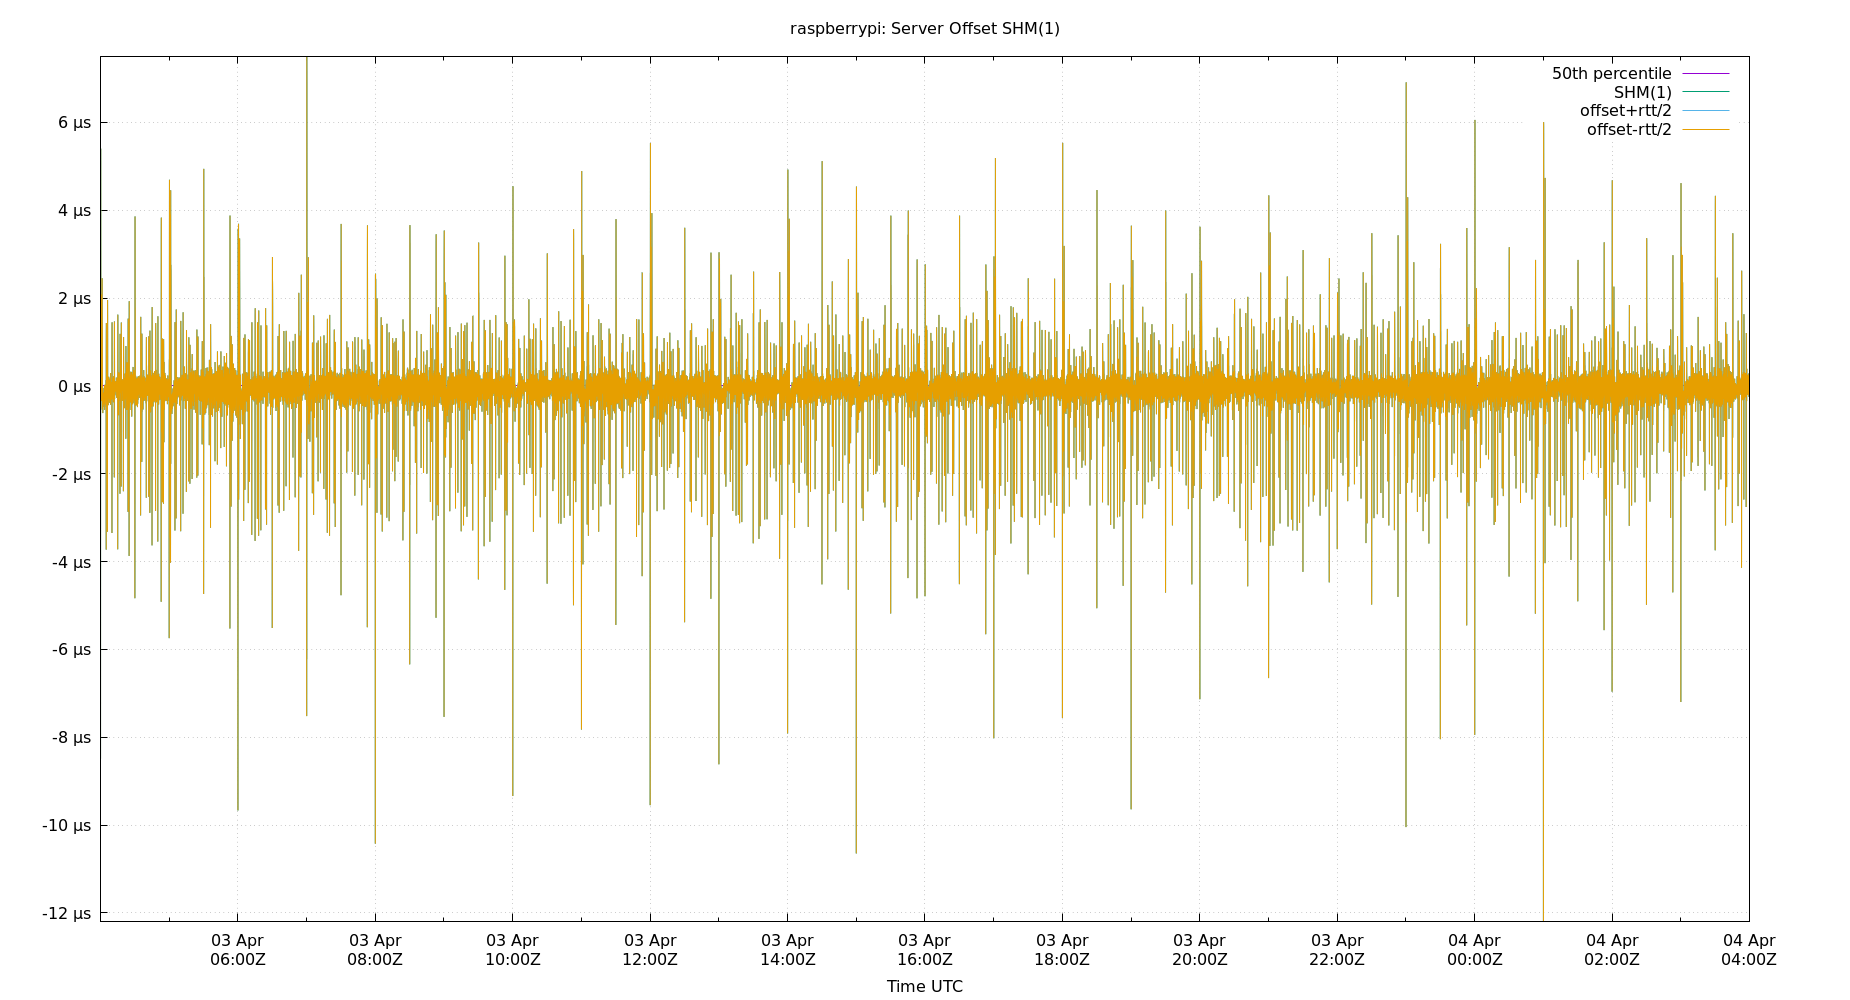 raspberrypi: Server Offset SHM(1)
50th percentile
SHM(1)
offset+rtt/2
offset-rtt/2
6 µs
4 µs
2 µs
0 µs
-2 µs
-4 µs
-6 µs
-8 µs
-10 µs
-12 µs
03 Apr 03 Apr 03 Apr 03 Apr 03 Apr 03 Apr 03 Apr 03 Apr 03 Apr 04 Apr 04 Apr 04 Apr
06:00Z 08:00Z 10:00Z 12:00Z 14:00Z 16:00Z 18:00Z 20:00Z 22:00Z 00:00Z 02:00Z 04:00Z
Time UTC